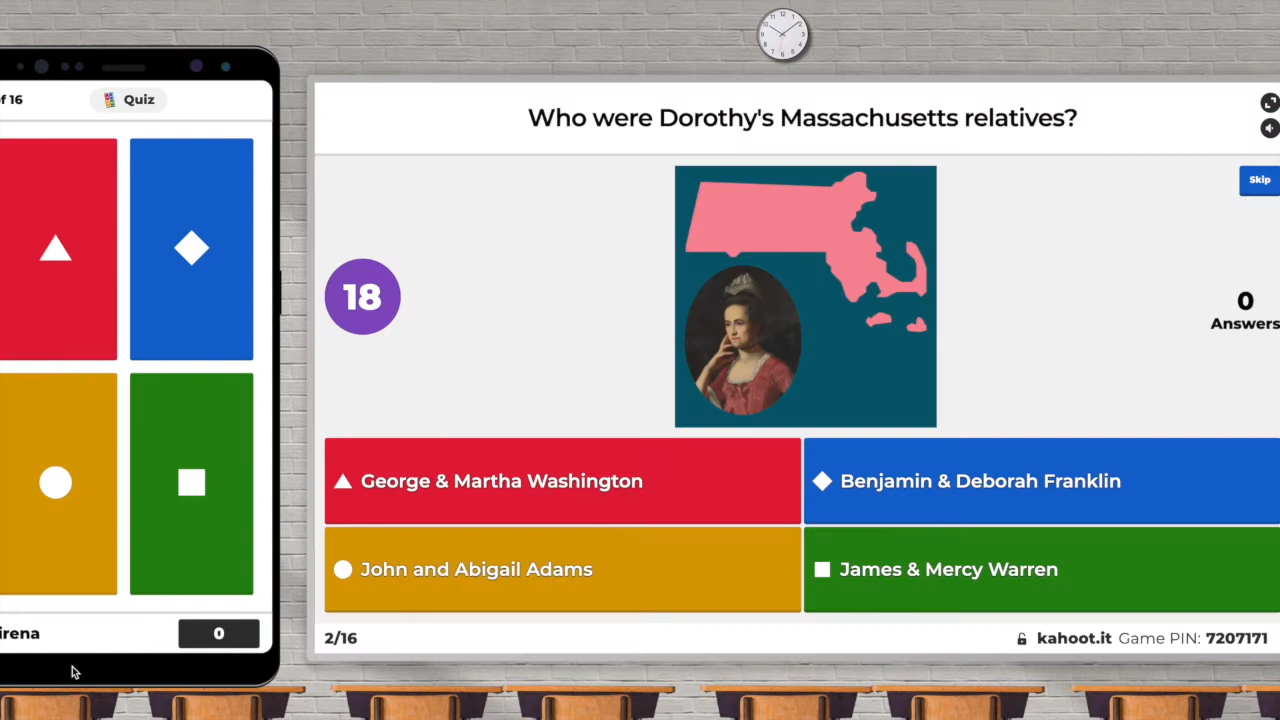 of 16
Quiz
irena
0
Who were Dorothy's Massachusetts relatives?
Skip
18
0
Answers
George & Martha Washington
Benjamin & Deborah Franklin
John and Abigail Adams
James & Mercy Warren
2/16
kahoot.it Game PIN: 7207171